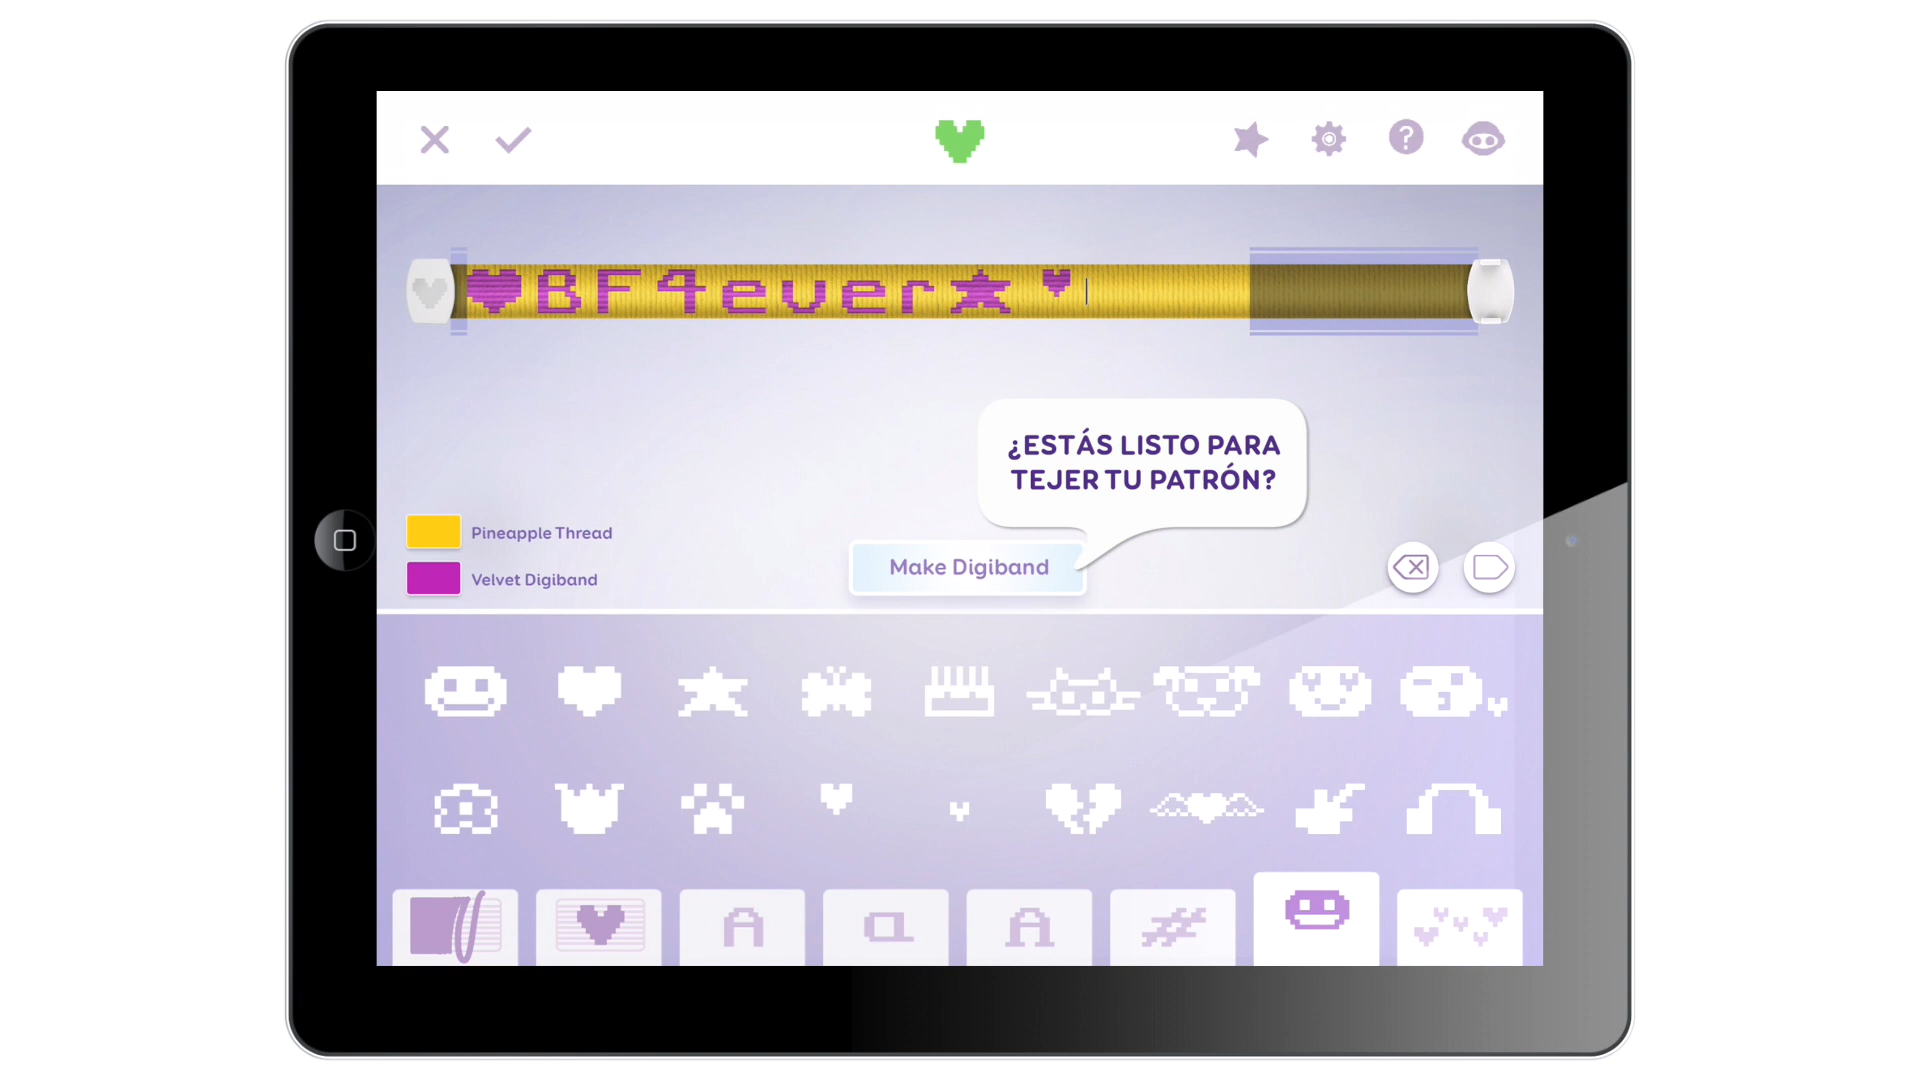 BF4ever
¿ESTÁS LISTO PARA
TEJER TU PATRÓN?
Pineapple Thread
Make Digiband
Velvet Digiband
A
a
A
#